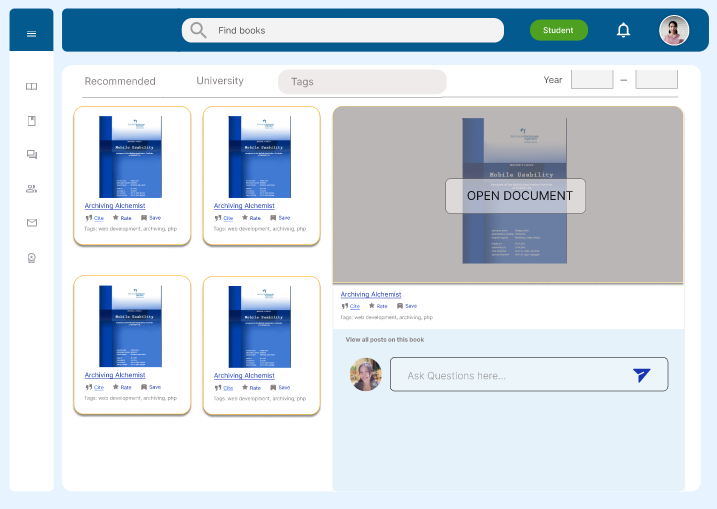 Find books
Student
Recommended
University
Tags
Year
–
Mobile Usability
Archiving Alchemist
Cite
Rate
Save
Tags: web development, archiving, php
Mobile Usability
Archiving Alchemist
Cite
Rate
Save
Tags: web development, archiving, php
Mobile Usability
OPEN DOCUMENT
Archiving Alchemist
Cite
Rate
Save
Tags: web development, archiving, php
View all posts on this book
Ask Questions here...
Mobile Usability
Archiving Alchemist
Cite
Rate
Save
Tags: web development, archiving, php
Mobile Usability
Archiving Alchemist
Cite
Rate
Save
Tags: web development, archiving, php